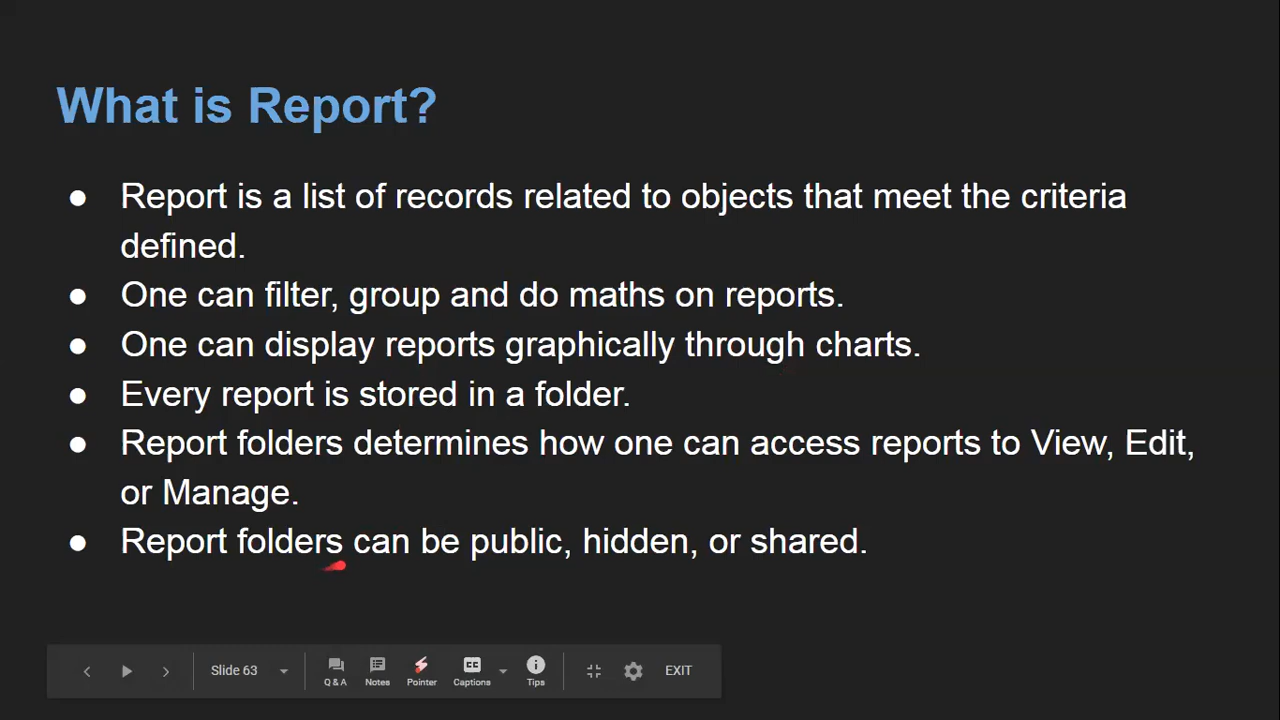 What is Report?
● Report is a list of records related to objects that meet the criteria
defined.
● One can filter, group and do maths on reports.
● One can display reports graphically through charts.
● Every report is stored in a folder.
● Report folders determines how one can access reports to View, Edit,
or Manage.
● Report folders can be public, hidden, or shared.
Slide 63 Q & A Notes Pointer CC Captions Tips EXIT